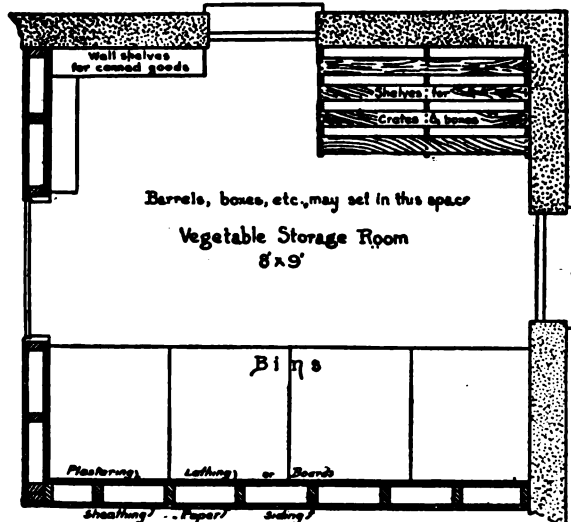 Wall shelves
for canned goods
Shelves for
Crates & boxes
Barrels, boxes, etc., may set in this space
Vegetable Storage Room
8' x 9'
Bins
Plastering, Lathing, or Boards
Sheathing, Paper, Siding